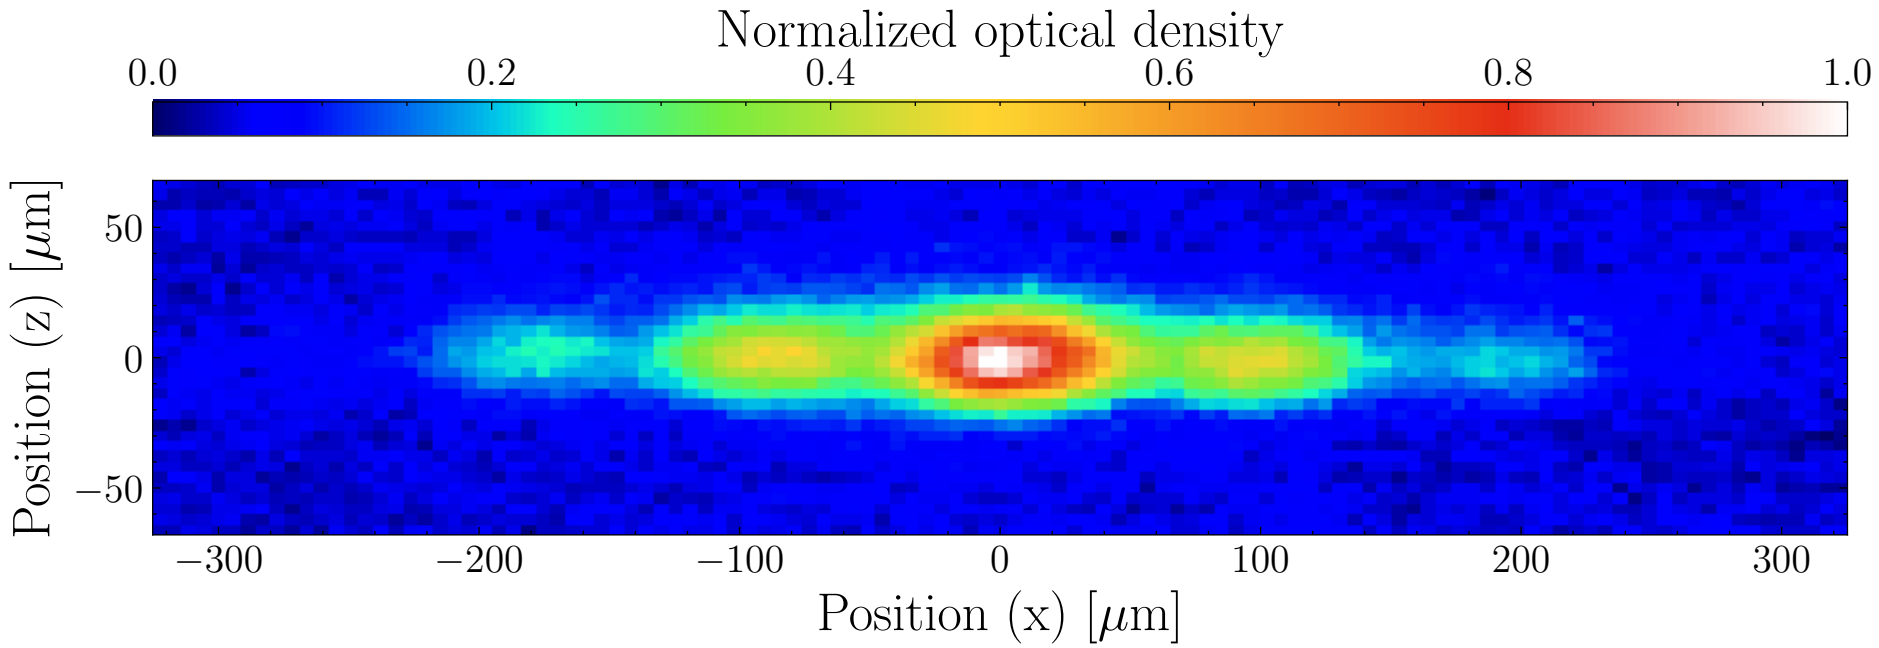 Normalized optical density
0.0 0.2 0.4 0.6 0.8 1.0
Position (z) [μm]
50
0
−50
−300 −200 −100 0 100 200 300
Position (x) [μm]